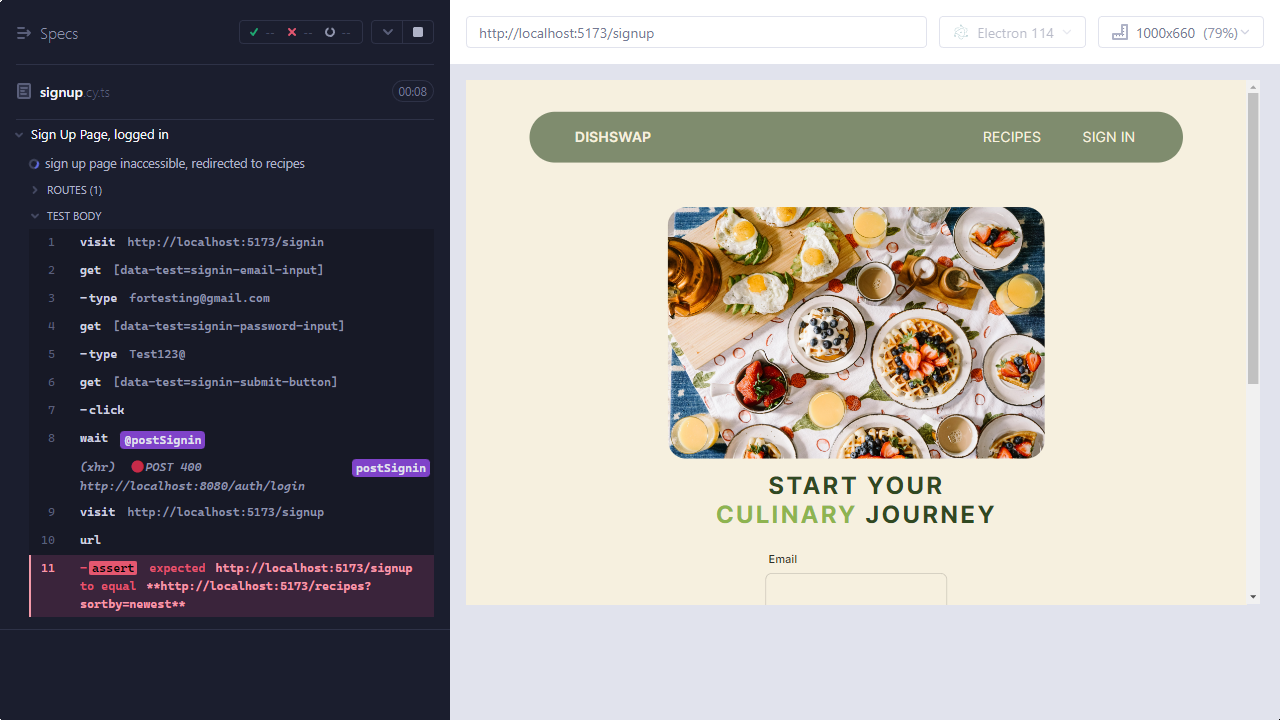 Specs
-- -- --
signup.cy.ts
00:08
Sign Up Page, logged in
sign up page inaccessible, redirected to recipes
ROUTES (1)
TEST BODY
1 visit http://localhost:5173/signin
2 get [data-test=signin-email-input]
3 -type fortesting@gmail.com
4 get [data-test=signin-password-input]
5 -type Test123@
6 get [data-test=signin-submit-button]
7 -click
8 wait @postSignin
(xhr) POST 400 postSignin
http://localhost:8080/auth/login
9 visit http://localhost:5173/signup
10 url
11 -assert expected http://localhost:5173/signup
to equal **http://localhost:5173/recipes?
sortby=newest**
http://localhost:5173/signup
Electron 114
1000x660 (79%)
DISHSWAP
RECIPES
SIGN IN
START YOUR
CULINARY JOURNEY
Email